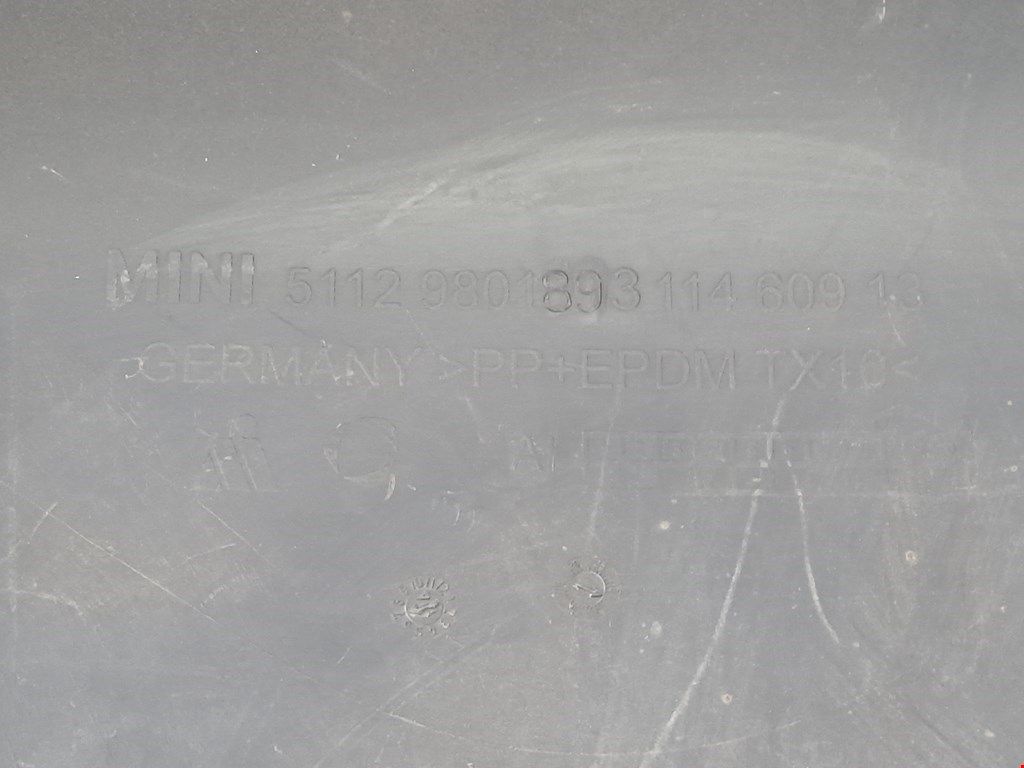 MINI 5112 9801893 114 609 13
GERMANY >PP+EPDM TX10<